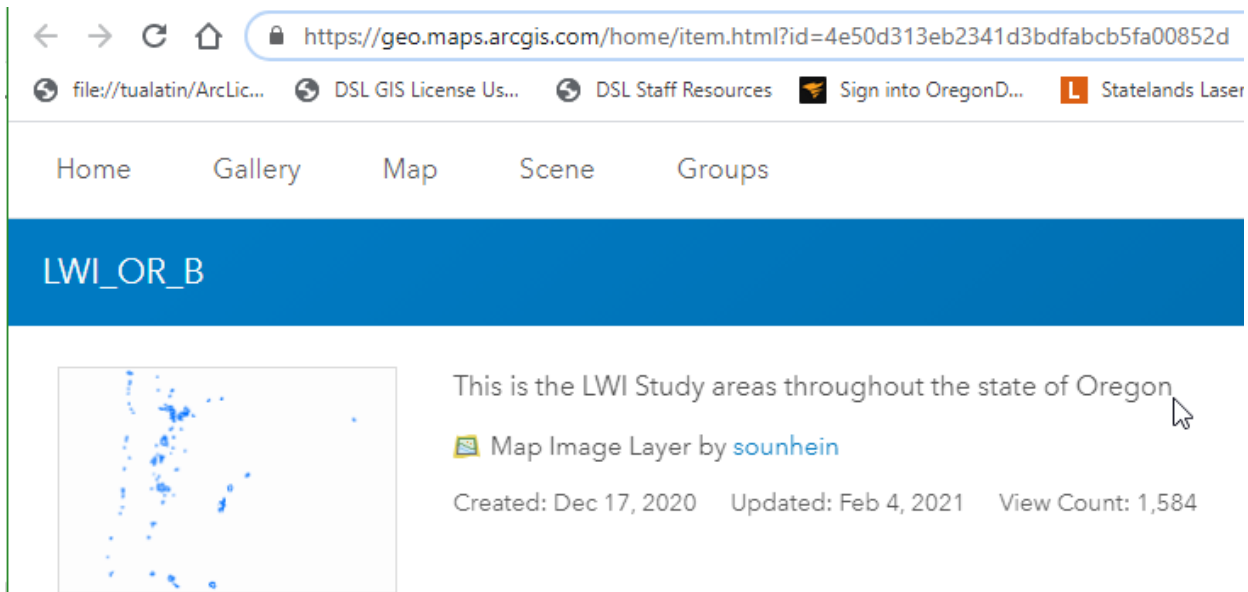 https://geo.maps.arcgis.com/home/item.html?id=4e50d313eb2341d3bdfabcb5fa00852d
file://tualatin/ArcLic... DSL GIS License Us... DSL Staff Resources Sign into OregonD... L Statelands Laser
Home Gallery Map Scene Groups
LWI_OR_B
This is the LWI Study areas throughout the state of Oregon
Map Image Layer by sounhein
Created: Dec 17, 2020 Updated: Feb 4, 2021 View Count: 1,584